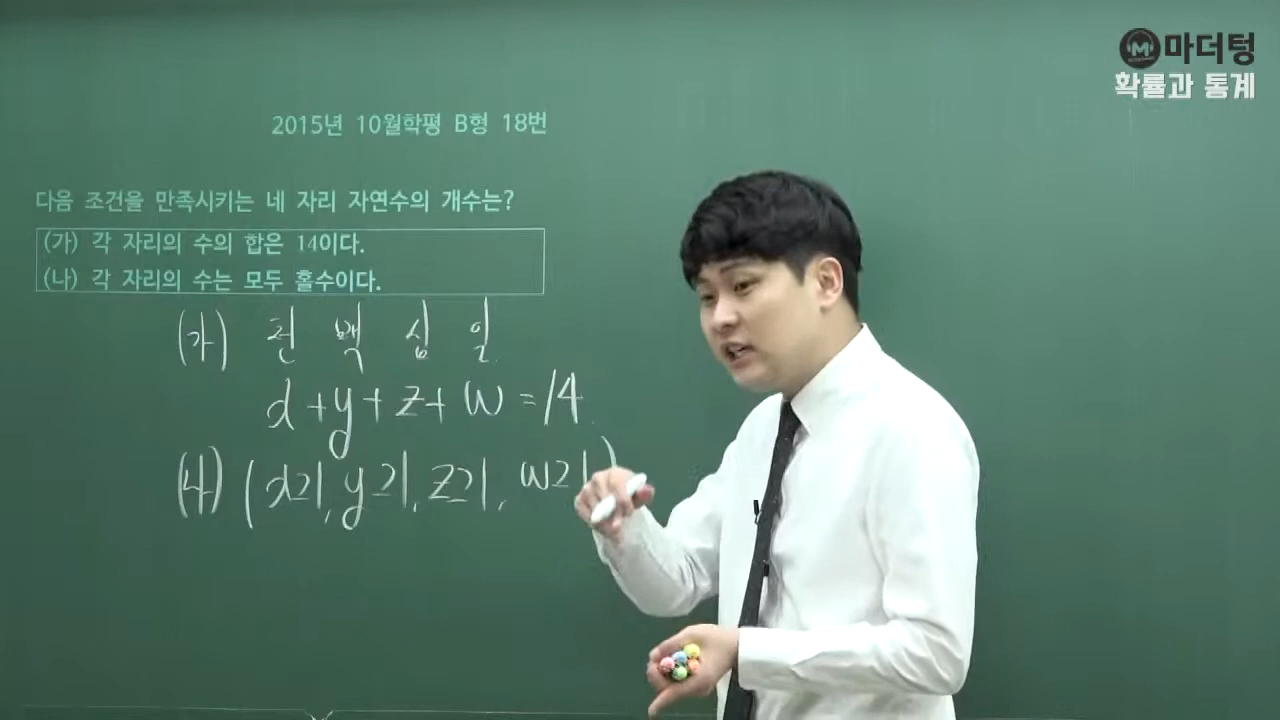 마더텅
확률과 통계
2015년 10월학평 B형 18번
다음 조건을 만족시키는 네 자리 자연수의 개수는?
(가) 각 자리의 수의 합은 14이다.
(나) 각 자리의 수는 모두 홀수이다.
(가) 천 백 십 일
x+y+z+w=14
(나) (x≥1, y≥1, z≥1, w≥1)